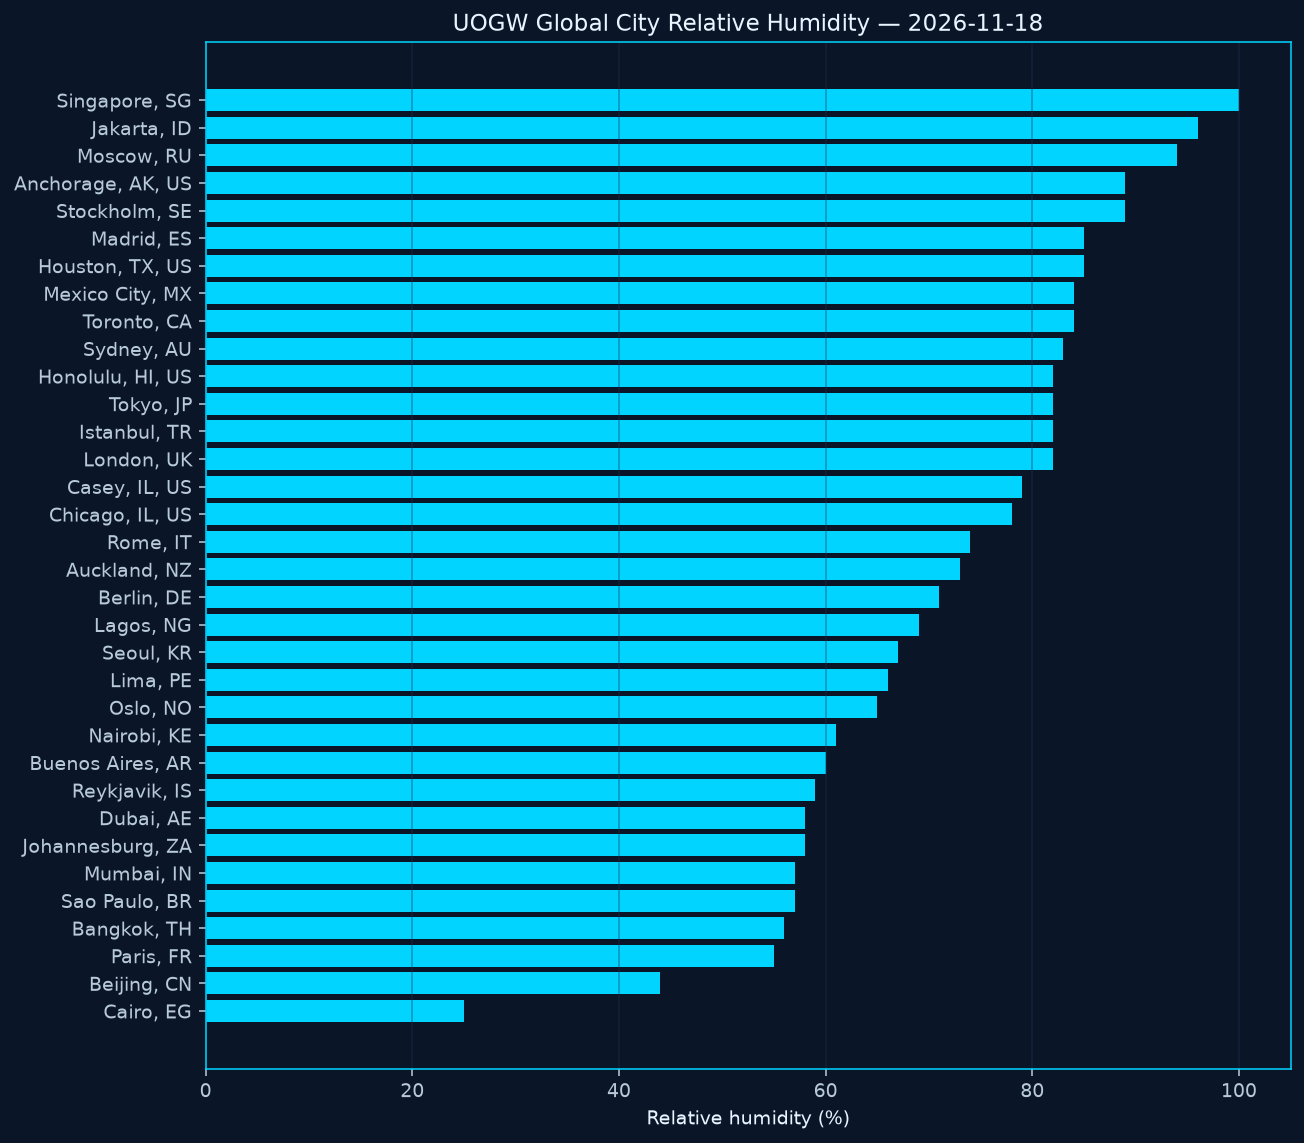 UOGW Global City Relative Humidity — 2026-11-18
Singapore, SG
Jakarta, ID
Moscow, RU
Anchorage, AK, US
Stockholm, SE
Madrid, ES
Houston, TX, US
Mexico City, MX
Toronto, CA
Sydney, AU
Honolulu, HI, US
Tokyo, JP
Istanbul, TR
London, UK
Casey, IL, US
Chicago, IL, US
Rome, IT
Auckland, NZ
Berlin, DE
Lagos, NG
Seoul, KR
Lima, PE
Oslo, NO
Nairobi, KE
Buenos Aires, AR
Reykjavik, IS
Dubai, AE
Johannesburg, ZA
Mumbai, IN
Sao Paulo, BR
Bangkok, TH
Paris, FR
Beijing, CN
Cairo, EG
0 20 40 60 80 100
Relative humidity (%)